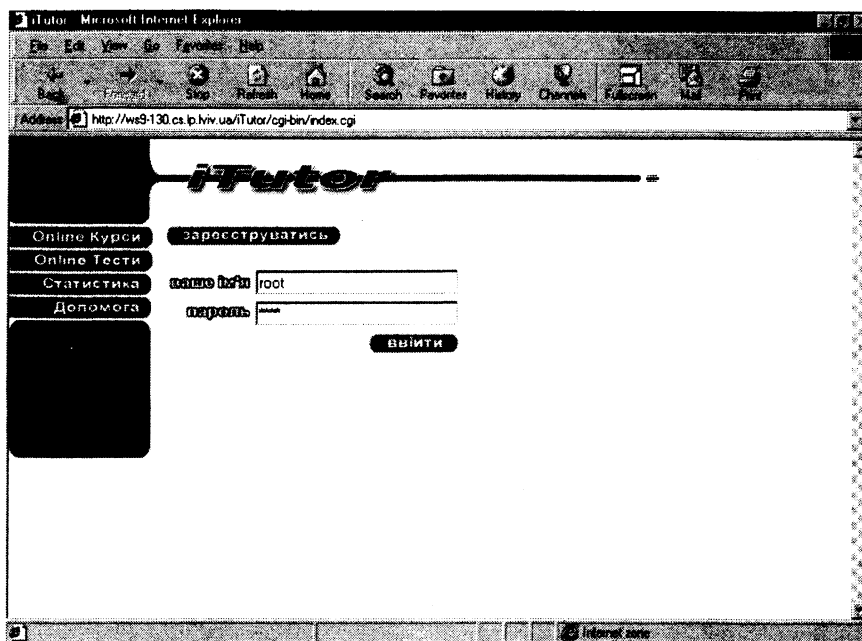 iTutor - Microsoft Internet Explorer
File Edit View Go Favorites Help
Back Forward Stop Refresh Home Search Favorites History Channels Fullscreen Mail Print
Address http://ws9-130.cs.lp.lviv.ua/iTutor/cgi-bin/index.cgi
iTutor
Online Курси
зареєструватись
Online Тести
Статистика
ваше ім'я root
Допомога
пароль ****
ввійти
Internet zone